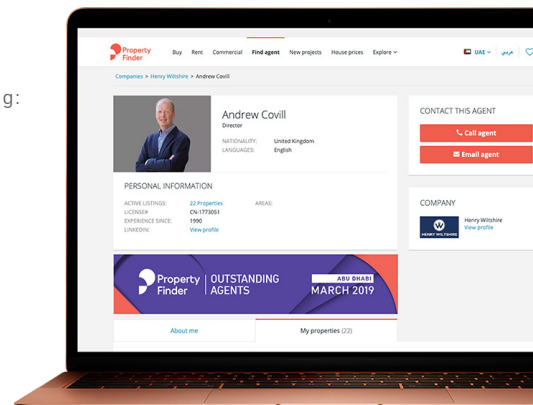 g:
Property
Finder
Buy Rent Commercial Find agent New projects House prices Explore
UAE
عربي
Companies > Henry Wiltshire > Andrew Covill
Andrew Covill
Director
NATIONALITY: United Kingdom
LANGUAGES: English
PERSONAL INFORMATION
ACTIVE LISTINGS: 22 Properties AREAS:
LICENSE# CN-1773051
EXPERIENCE SINCE: 1990
LINKEDIN: View profile
CONTACT THIS AGENT
Call agent
Email agent
COMPANY
HENRY WILTSHIRE
Henry Wiltshire
View profile
Property
Finder
OUTSTANDING
AGENTS
ABU DHABI
MARCH 2019
About me
My properties (22)